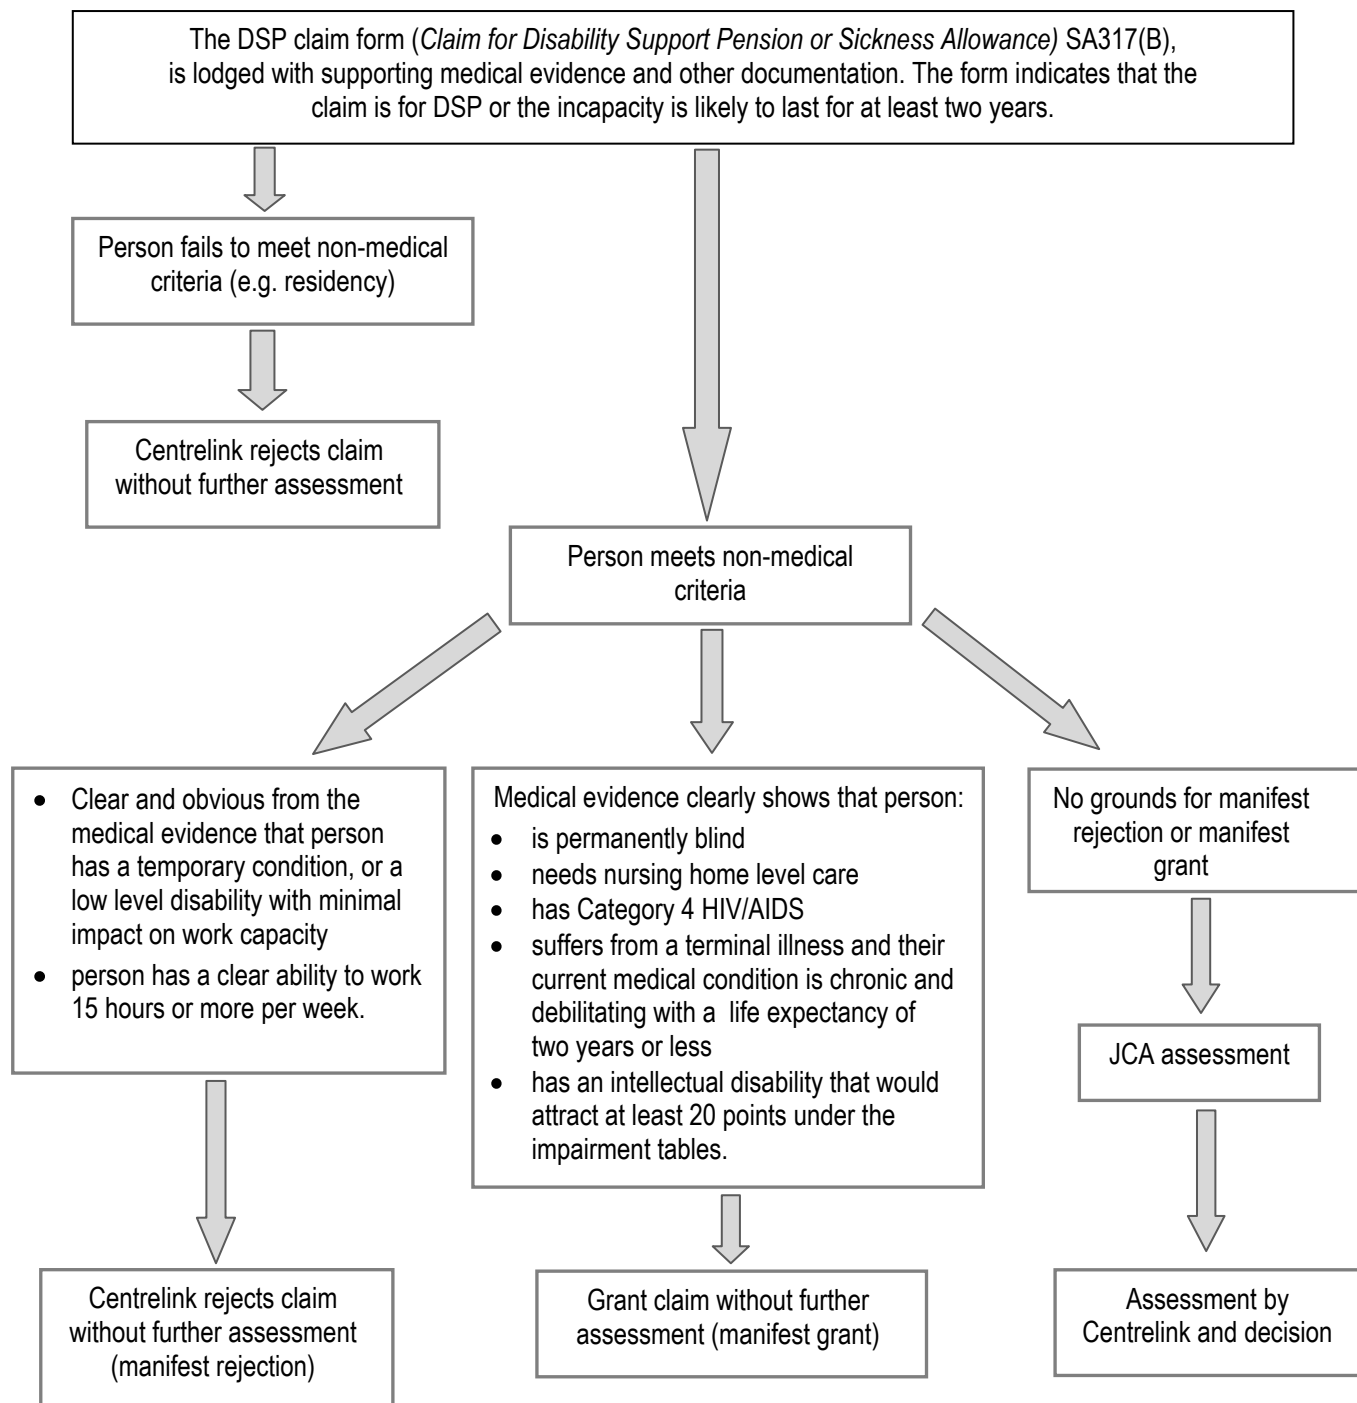 The DSP claim form (Claim for Disability Support Pension or Sickness Allowance) SA317(B),
is lodged with supporting medical evidence and other documentation. The form indicates that the
claim is for DSP or the incapacity is likely to last for at least two years.
Person fails to meet non-medical
criteria (e.g. residency)
Centrelink rejects claim
without further assessment
Person meets non-medical
criteria
• Clear and obvious from the
medical evidence that person
has a temporary condition, or a
low level disability with minimal
impact on work capacity
• person has a clear ability to work
15 hours or more per week.
Medical evidence clearly shows that person:
• is permanently blind
• needs nursing home level care
• has Category 4 HIV/AIDS
• suffers from a terminal illness and their
current medical condition is chronic and
debilitating with a life expectancy of
two years or less
• has an intellectual disability that would
attract at least 20 points under the
impairment tables.
No grounds for manifest
rejection or manifest
grant
JCA assessment
Centrelink rejects claim
without further assessment
(manifest rejection)
Grant claim without further
assessment (manifest grant)
Assessment by
Centrelink and decision